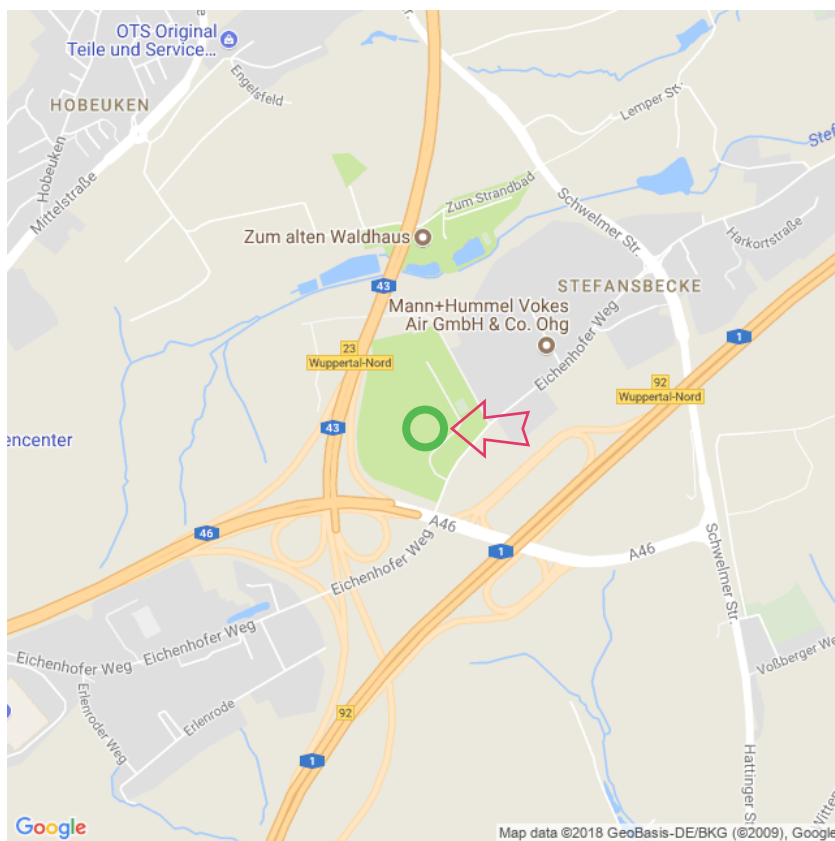 OTS Original
Teile und Service...
Str.
Engelsfeld
HOBEUKEN
Lemper Str.
Hobeuken
Mittelstraße
Zum Strandbad
Schwelmer Str.
Harkortstraße
Zum alten Waldhaus
43
STEFANSBECKE
Mann+Hummel Vokes
Air GmbH & Co. Ohg
Eichenhofer Weg
1
23
Wuppertal-Nord
92
Wuppertal-Nord
43
encenter
A46
46
1
A46
Schwelmer Str.
Eichenhofer Weg
Eichenhofer Weg
Eichenhofer Weg
Voßberger We
Erlenroder Weg
Erlenrode
92
1
Hattinger St
Witten
Google
Map data ©2018 GeoBasis-DE/BKG (©2009), Google